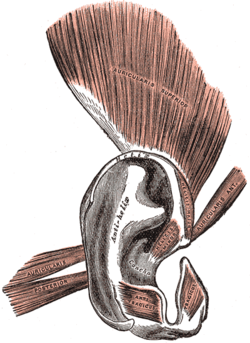 AURICULARIS SUPERIOR
AURICULARIS ANT.
Anti-helix
Concha
AURICULARIS
POSTERIOR
ANTI
TRAGICUS
TRAGICUS